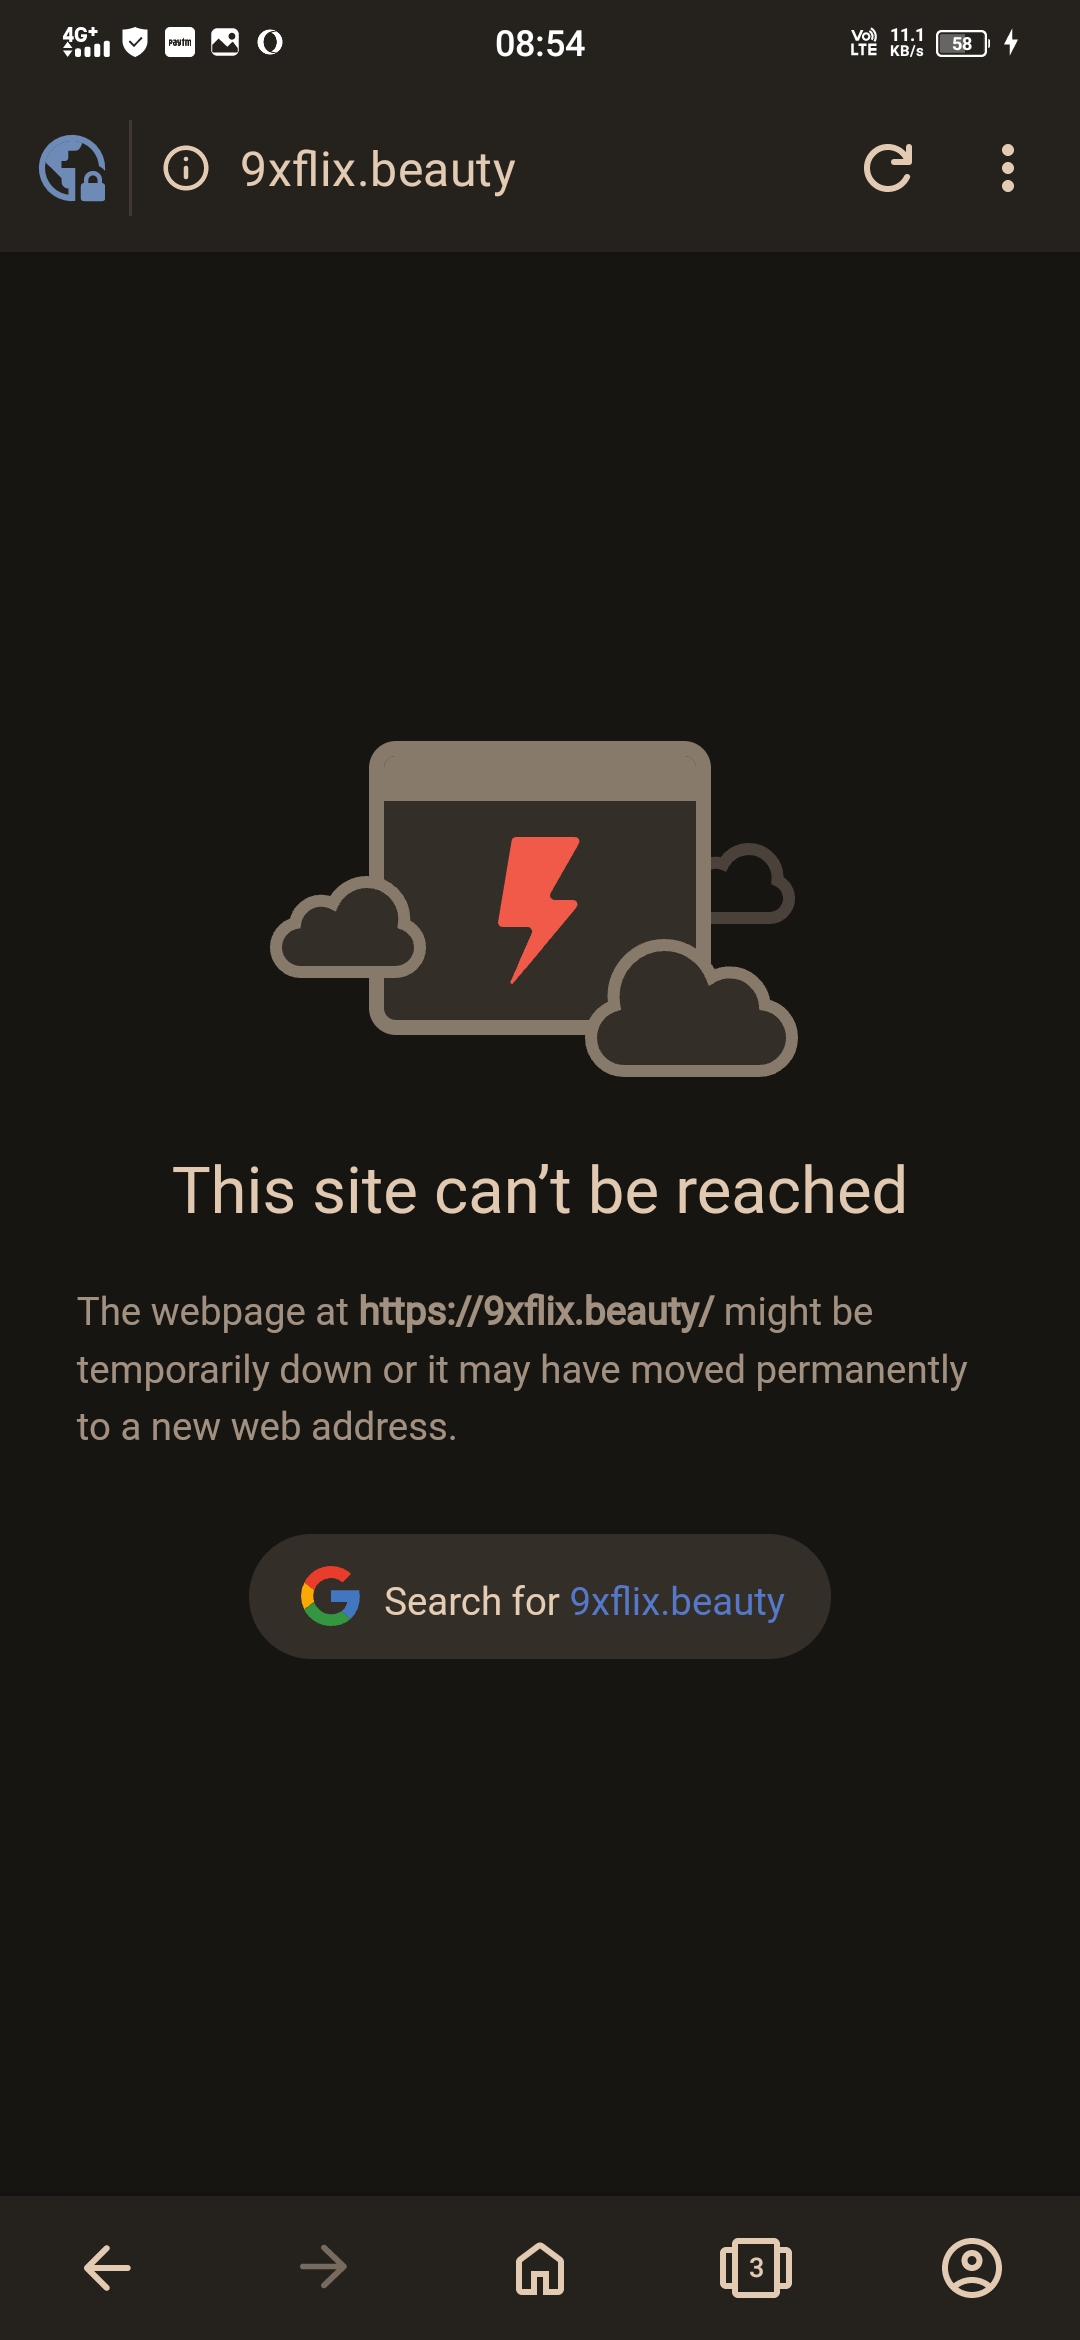 4G+
Paytm
08:54
Vo)) LTE
11.1 KB/s
58
9xflix.beauty
This site can’t be reached
The webpage at https://9xflix.beauty/ might be
temporarily down or it may have moved permanently
to a new web address.
Search for 9xflix.beauty
3